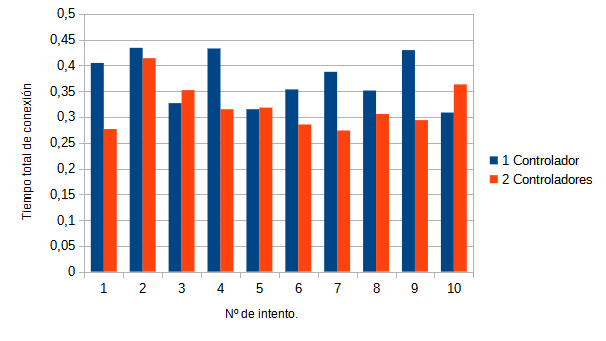 0,5
0,45
0,4
0,35
0,3
0,25
0,2
0,15
0,1
0,05
0
Tiempo total de conexión
1 2 3 4 5 6 7 8 9 10
Nº de intento.
1 Controlador
2 Controladores